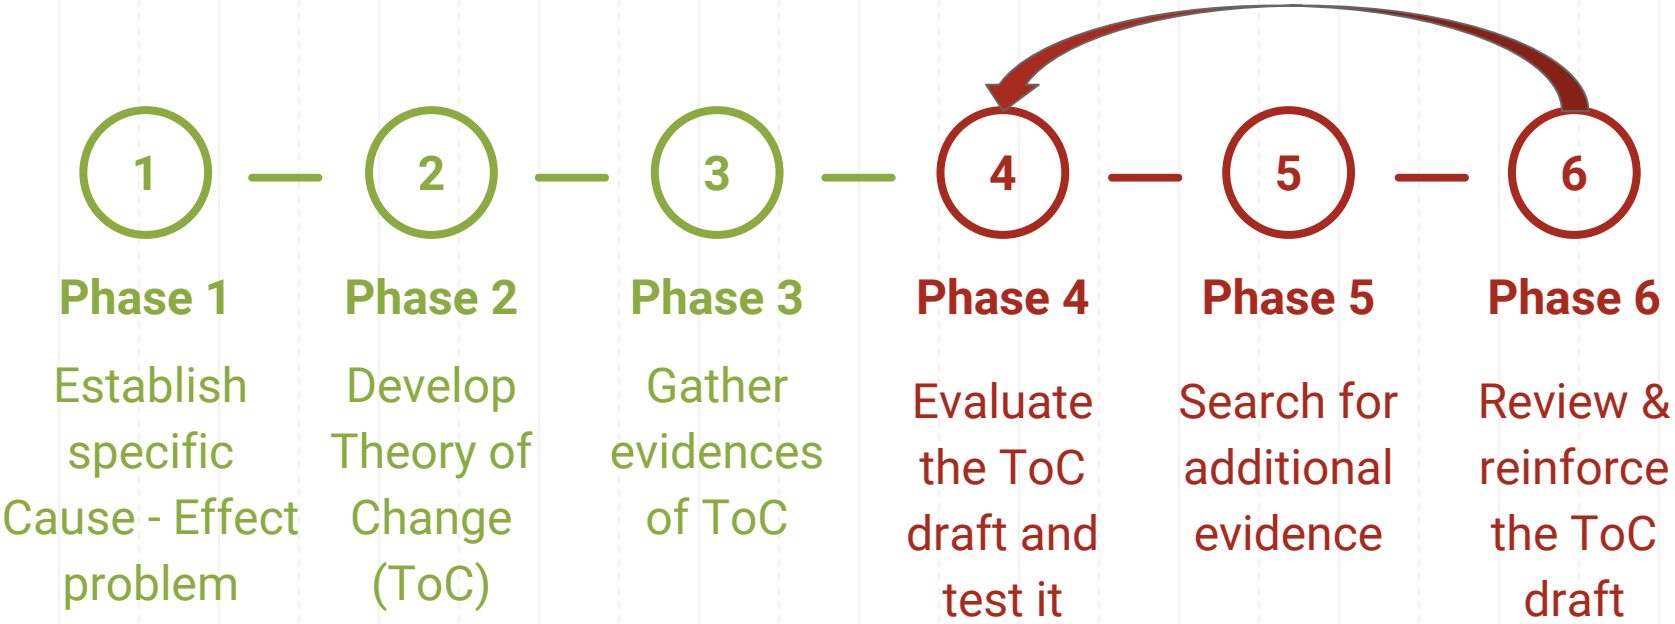 1
2
3
4
5
6
Phase 1
Establish
specific
Cause - Effect
problem
Phase 2
Develop
Theory of
Change
(ToC)
Phase 3
Gather
evidences
of ToC
Phase 4
Evaluate
the ToC
draft and
test it
Phase 5
Search for
additional
evidence
Phase 6
Review &
reinforce
the ToC
draft